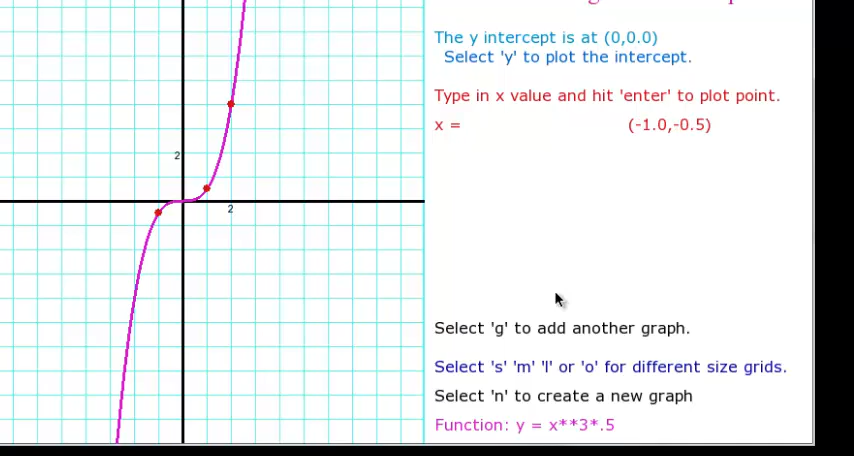 The y intercept is at (0,0.0)
Select 'y' to plot the intercept.
Type in x value and hit 'enter' to plot point.
x = (-1.0,-0.5)
2
2
Select 'g' to add another graph.
Select 's' 'm' 'l' or 'o' for different size grids.
Select 'n' to create a new graph
Function: y = x**3*.5